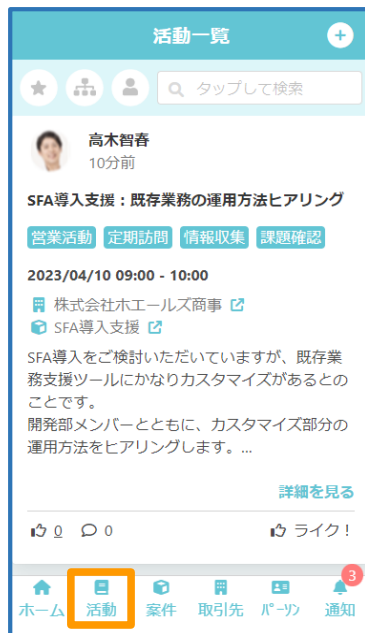 活動一覧
タップして検索
高木智春
10分前
SFA導入支援：既存業務の運用方法ヒアリング
営業活動 定期訪問 情報収集 課題確認
2023/04/10 09:00 - 10:00
株式会社ホエールズ商事
SFA導入支援
SFA導入をご検討いただいていますが、既存業
務支援ツールにかなりカスタマイズがあるとの
ことです。
開発部メンバーとともに、カスタマイズ部分の
運用方法をヒアリングします。...
詳細を見る
0 0 ライク！
3
ホーム 活動 案件 取引先 ﾊﾟｰｿﾝ 通知